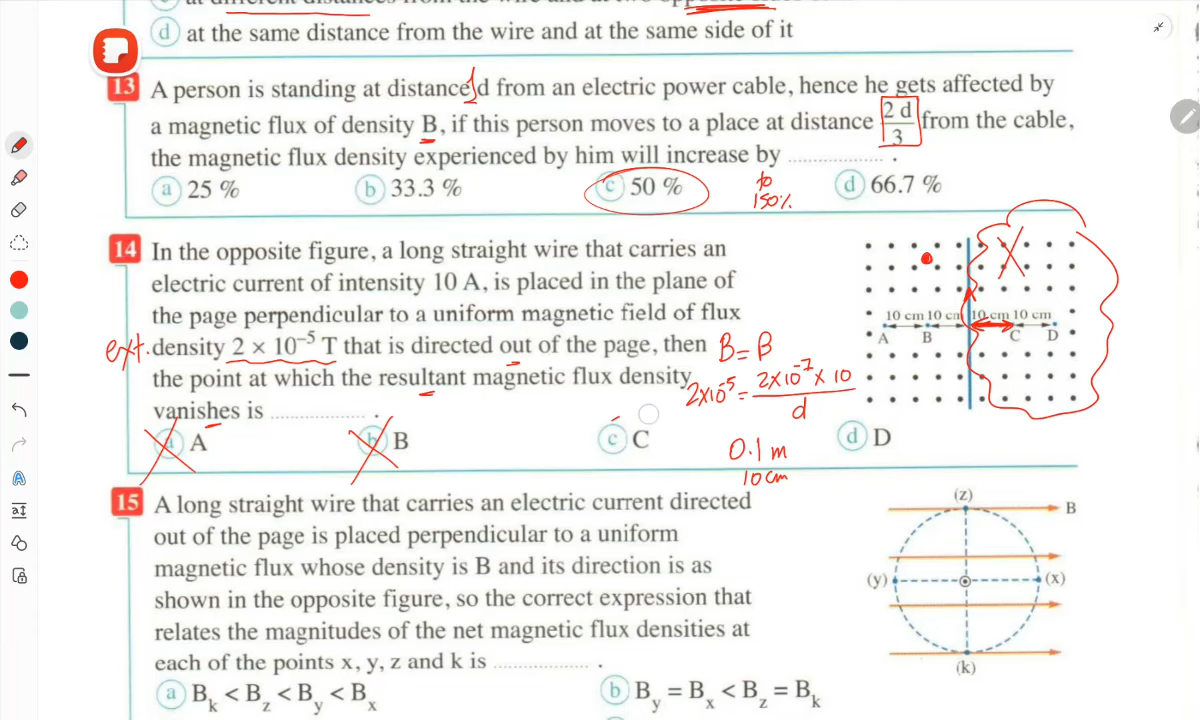 d at the same distance from the wire and at the same side of it
13 A person is standing at distance d from an electric power cable, hence he gets affected by
a magnetic flux of density B, if this person moves to a place at distance 2 d / 3 from the cable,
the magnetic flux density experienced by him will increase by .................. .
a 25 % b 33.3 % c 50 % d 66.7 %
to
150%
14 In the opposite figure, a long straight wire that carries an
electric current of intensity 10 A, is placed in the plane of
the page perpendicular to a uniform magnetic field of flux
ext. density 2 × 10⁻⁵ T that is directed out of the page, then
the point at which the resultant magnetic flux density
vanishes is .................. .
B = B
2×10⁻⁵ = 2×10⁻⁷ × 10 / d
0.1 m
10 cm
10 cm 10 cm 10 cm 10 cm
A B C D
a A b B c C d D
15 A long straight wire that carries an electric current directed
out of the page is placed perpendicular to a uniform
magnetic flux whose density is B and its direction is as
shown in the opposite figure, so the correct expression that
relates the magnitudes of the net magnetic flux densities at
each of the points x, y, z and k is .................. .
(z)
B
(y) (x)
(k)
a Bk < Bz < By < Bx b By = Bx < Bz = Bk